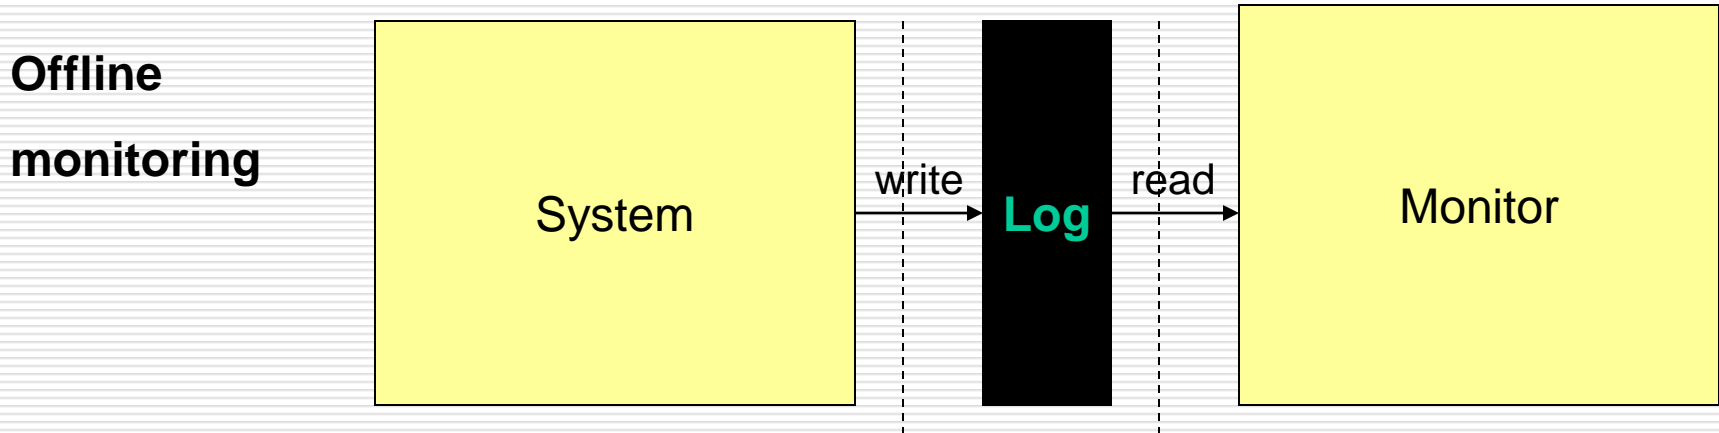 Offline
monitoring
System
write
Log
read
Monitor